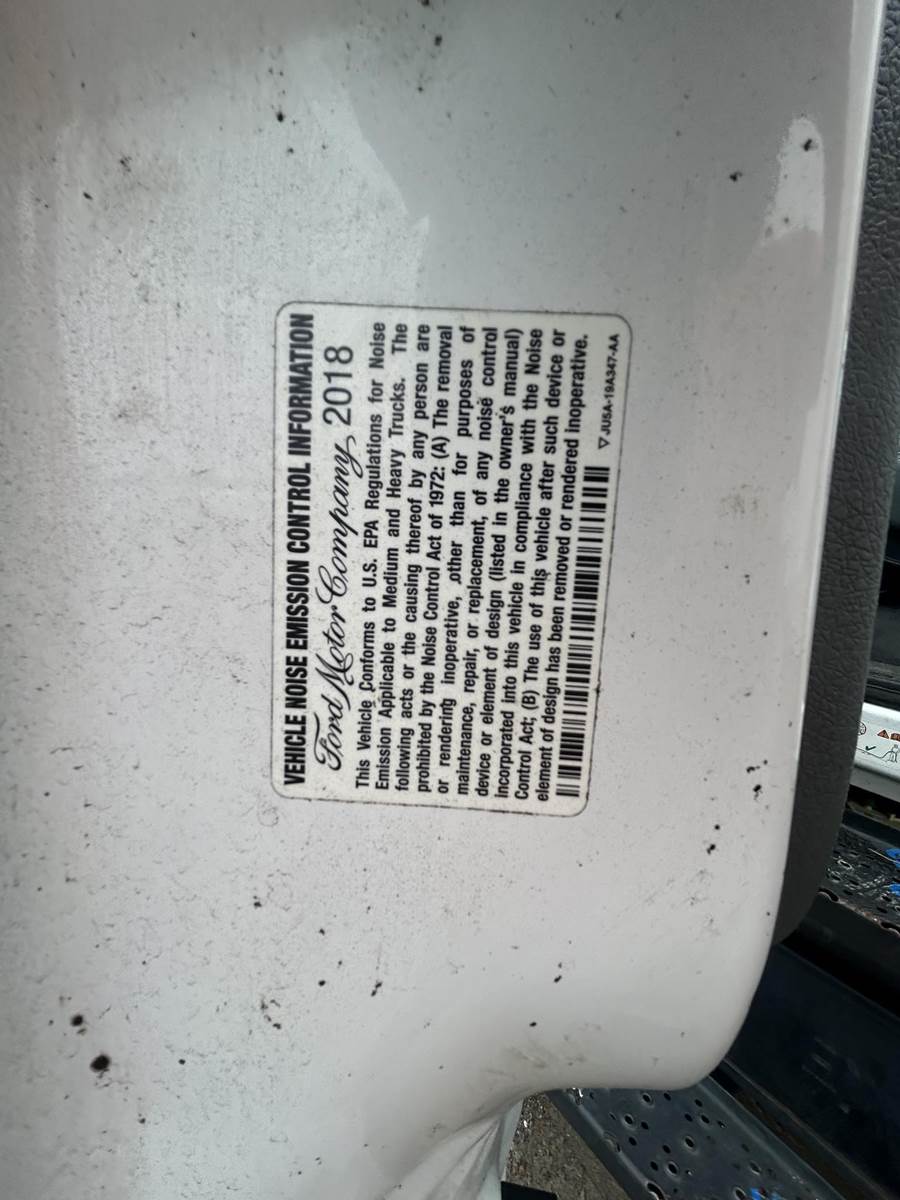 VEHICLE NOISE EMISSION CONTROL INFORMATION
Ford Motor Company 2018
This Vehicle Conforms to U.S. EPA Regulations for Noise
Emission Applicable to Medium and Heavy Trucks. The
following acts or the causing thereof by any person are
prohibited by the Noise Control Act of 1972: (A) The removal
or rendering inoperative, other than for purposes of
maintenance, repair, or replacement, of any noise control
device or element of design (listed in the owner's manual)
incorporated into this vehicle in compliance with the Noise
Control Act; (B) The use of this vehicle after such device or
element of design has been removed or rendered inoperative.
▽ JU5A-19A347-AA